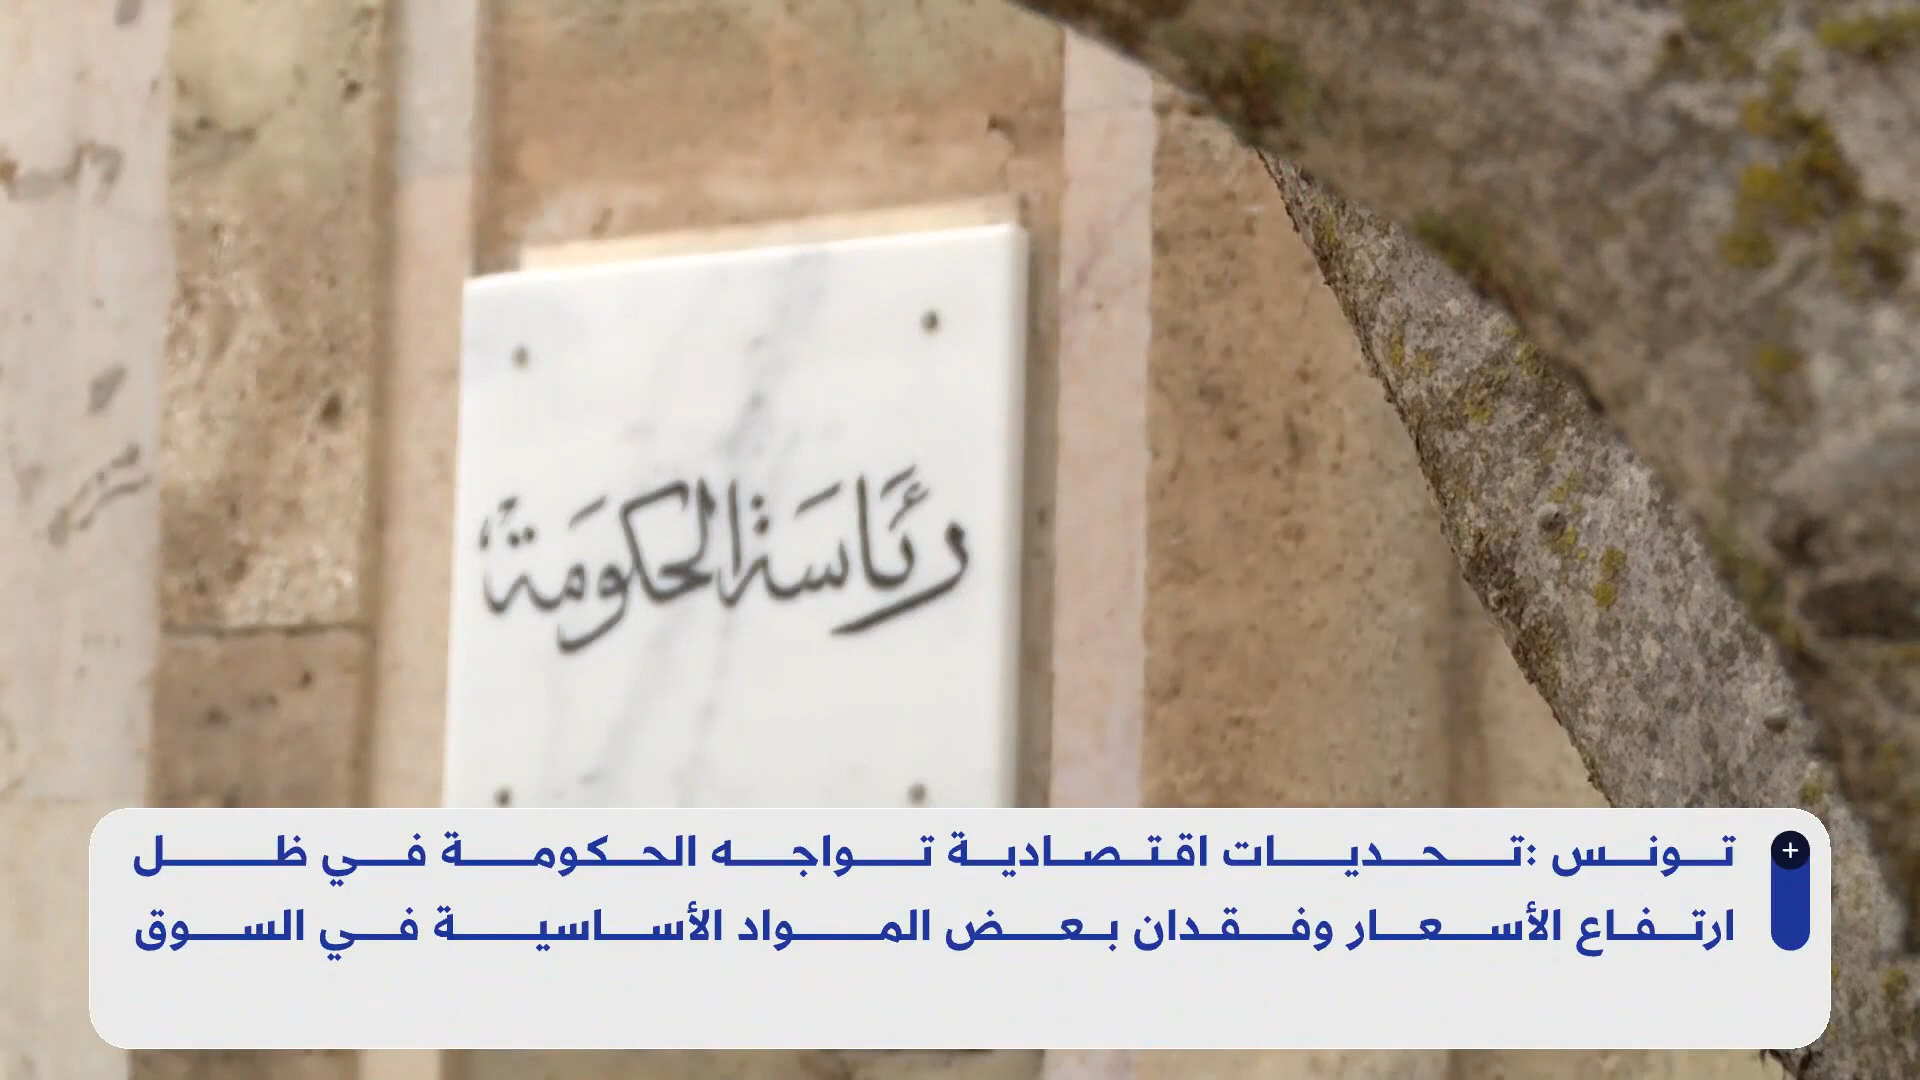 رئاسة الحكومة
تونس :تحديات اقتصادية تواجه الحكومة في ظل
ارتفاع الأسعار وفقدان بعض المواد الأساسية في السوق